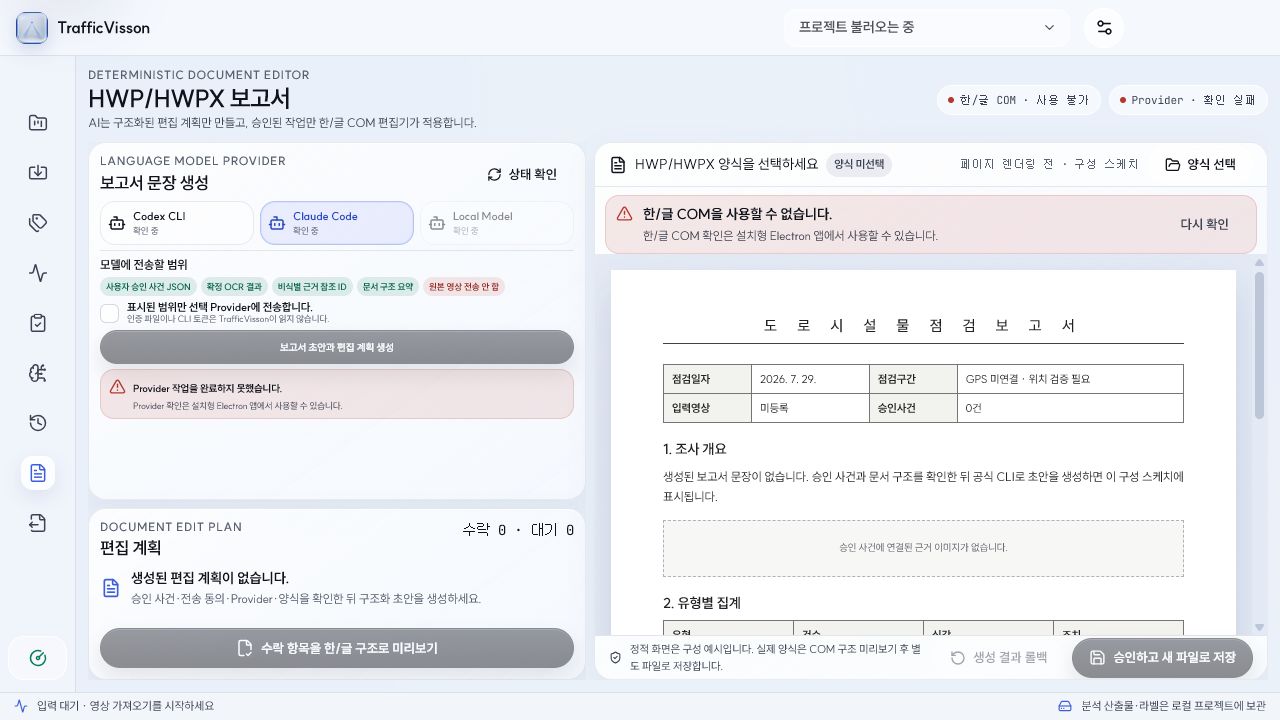 TrafficVisson
프로젝트 불러오는 중
DETERMINISTIC DOCUMENT EDITOR
HWP/HWPX 보고서
AI는 구조화된 편집 계획만 만들고, 승인된 작업만 한/글 COM 편집기가 적용합니다.
한/글 COM · 사용 불가
Provider · 확인 실패
LANGUAGE MODEL PROVIDER
보고서 문장 생성
상태 확인
Codex CLI
확인 중
Claude Code
확인 중
Local Model
확인 중
모델에 전송할 범위
사용자 승인 사건 JSON
확정 OCR 결과
비식별 근거 참조 ID
문서 구조 요약
원본 영상 전송 안 함
표시된 범위만 선택 Provider에 전송합니다.
인증 파일이나 CLI 토큰은 TrafficVisson이 읽지 않습니다.
보고서 초안과 편집 계획 생성
Provider 작업을 완료하지 못했습니다.
Provider 확인은 설치형 Electron 앱에서 사용할 수 있습니다.
DOCUMENT EDIT PLAN
편집 계획
수락 0 · 대기 0
생성된 편집 계획이 없습니다.
승인 사건·전송 동의·Provider·양식을 확인한 뒤 구조화 초안을 생성하세요.
수락 항목을 한/글 구조로 미리보기
HWP/HWPX 양식을 선택하세요
양식 미선택
페이지 렌더링 전 · 구성 스케치
양식 선택
한/글 COM을 사용할 수 없습니다.
한/글 COM 확인은 설치형 Electron 앱에서 사용할 수 있습니다.
다시 확인
도 로 시 설 물 점 검 보 고 서
점검일자 2026. 7. 29. 점검구간 GPS 미연결 · 위치 검증 필요
입력영상 미등록 승인사건 0건
1. 조사 개요
생성된 보고서 문장이 없습니다. 승인 사건과 문서 구조를 확인한 뒤 공식 CLI로 초안을 생성하면 이 구성 스케치에
표시됩니다.
승인 사건에 연결된 근거 이미지가 없습니다.
2. 유형별 집계
유형 건수 시각 조치
정적 화면은 구성 예시입니다. 실제 양식은 COM 구조 미리보기 후 별
도 파일로 저장합니다.
생성 결과 롤백
승인하고 새 파일로 저장
입력 대기 · 영상 가져오기를 시작하세요
분석 산출물·라벨은 로컬 프로젝트에 보관